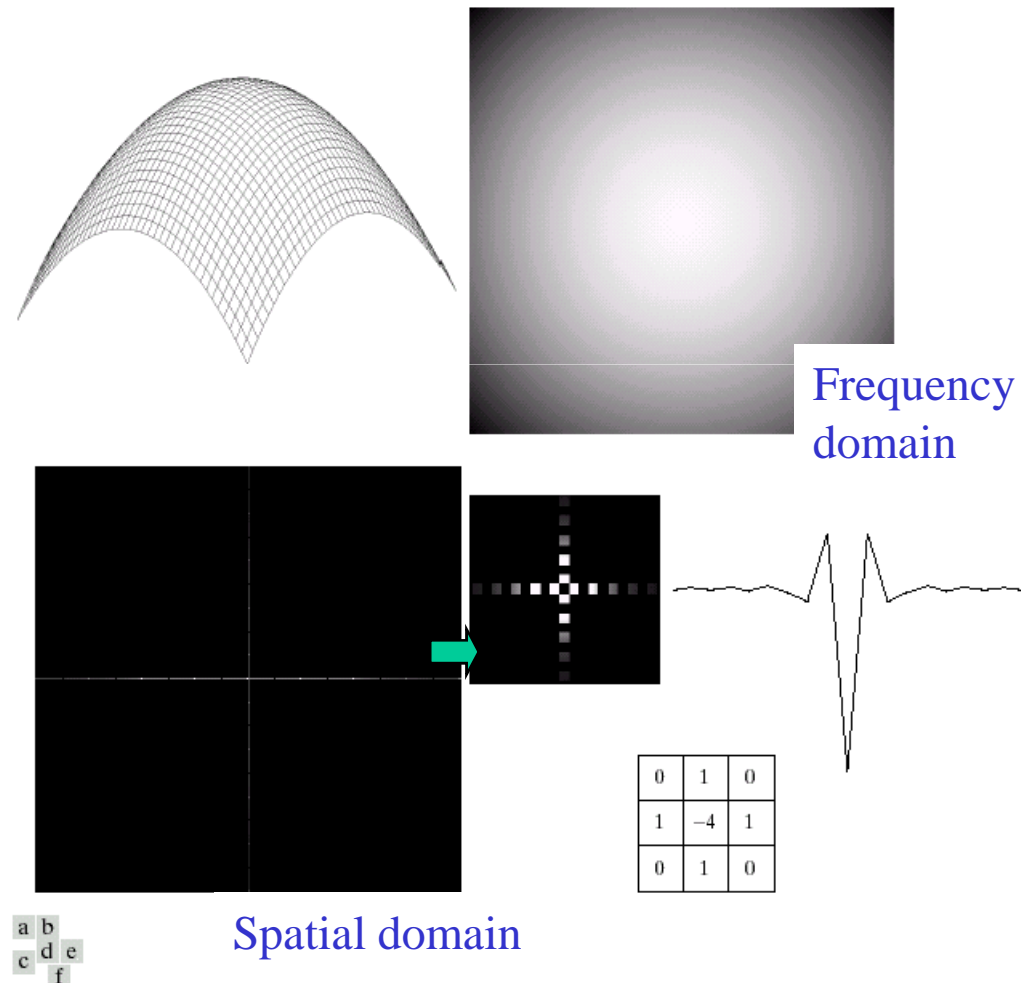 Frequency
domain
0 1 0
1 −4 1
0 1 0
Spatial domain
a b
c d e
f